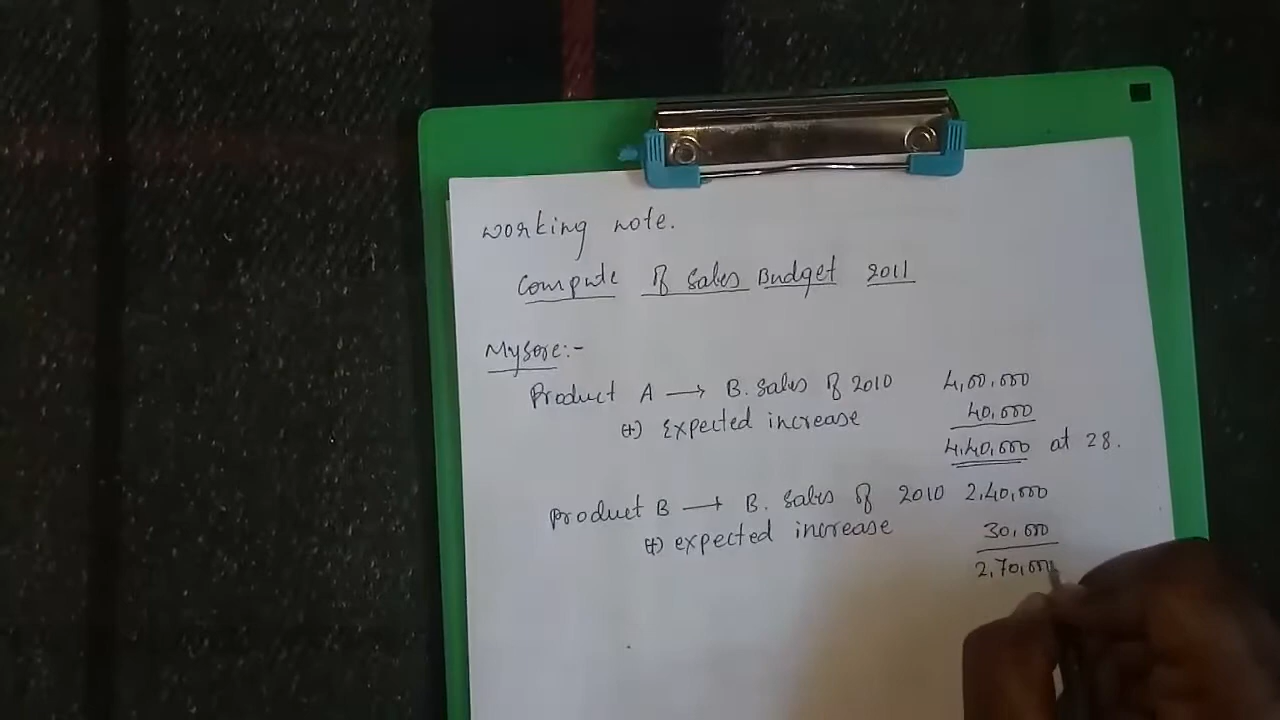 working note.
Compute of Sales Budget 2011
Mysore:-
Product A → B. Sales of 2010 4,00,000
(+) Expected increase 40,000
4,40,000 at 28.
Product B → B. Sales of 2010 2,40,000
(+) expected increase 30,000
2,70,000